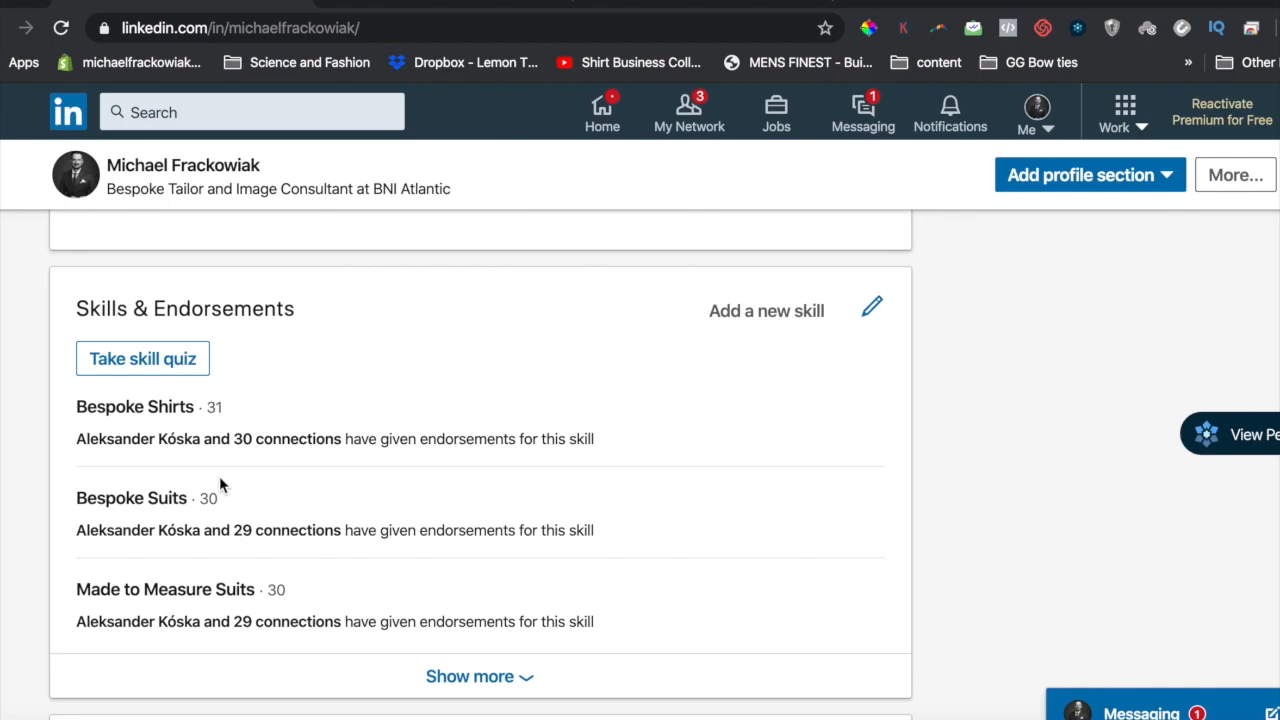 linkedin.com/in/michaelfrackowiak/
K
IQ
Apps michaelfrackowiak... Science and Fashion Dropbox - Lemon T... Shirt Business Coll... MENS FINEST - Bui... content GG Bow ties » Other
in Search
3 1
Home My Network Jobs Messaging Notifications Me Work
Reactivate
Premium for Free
Michael Frackowiak
Bespoke Tailor and Image Consultant at BNI Atlantic
Add profile section More...
Skills & Endorsements
Add a new skill
Take skill quiz
Bespoke Shirts · 31
Aleksander Kóska and 30 connections have given endorsements for this skill
View Pe
Bespoke Suits · 30
Aleksander Kóska and 29 connections have given endorsements for this skill
Made to Measure Suits · 30
Aleksander Kóska and 29 connections have given endorsements for this skill
Show more
Messaging 1